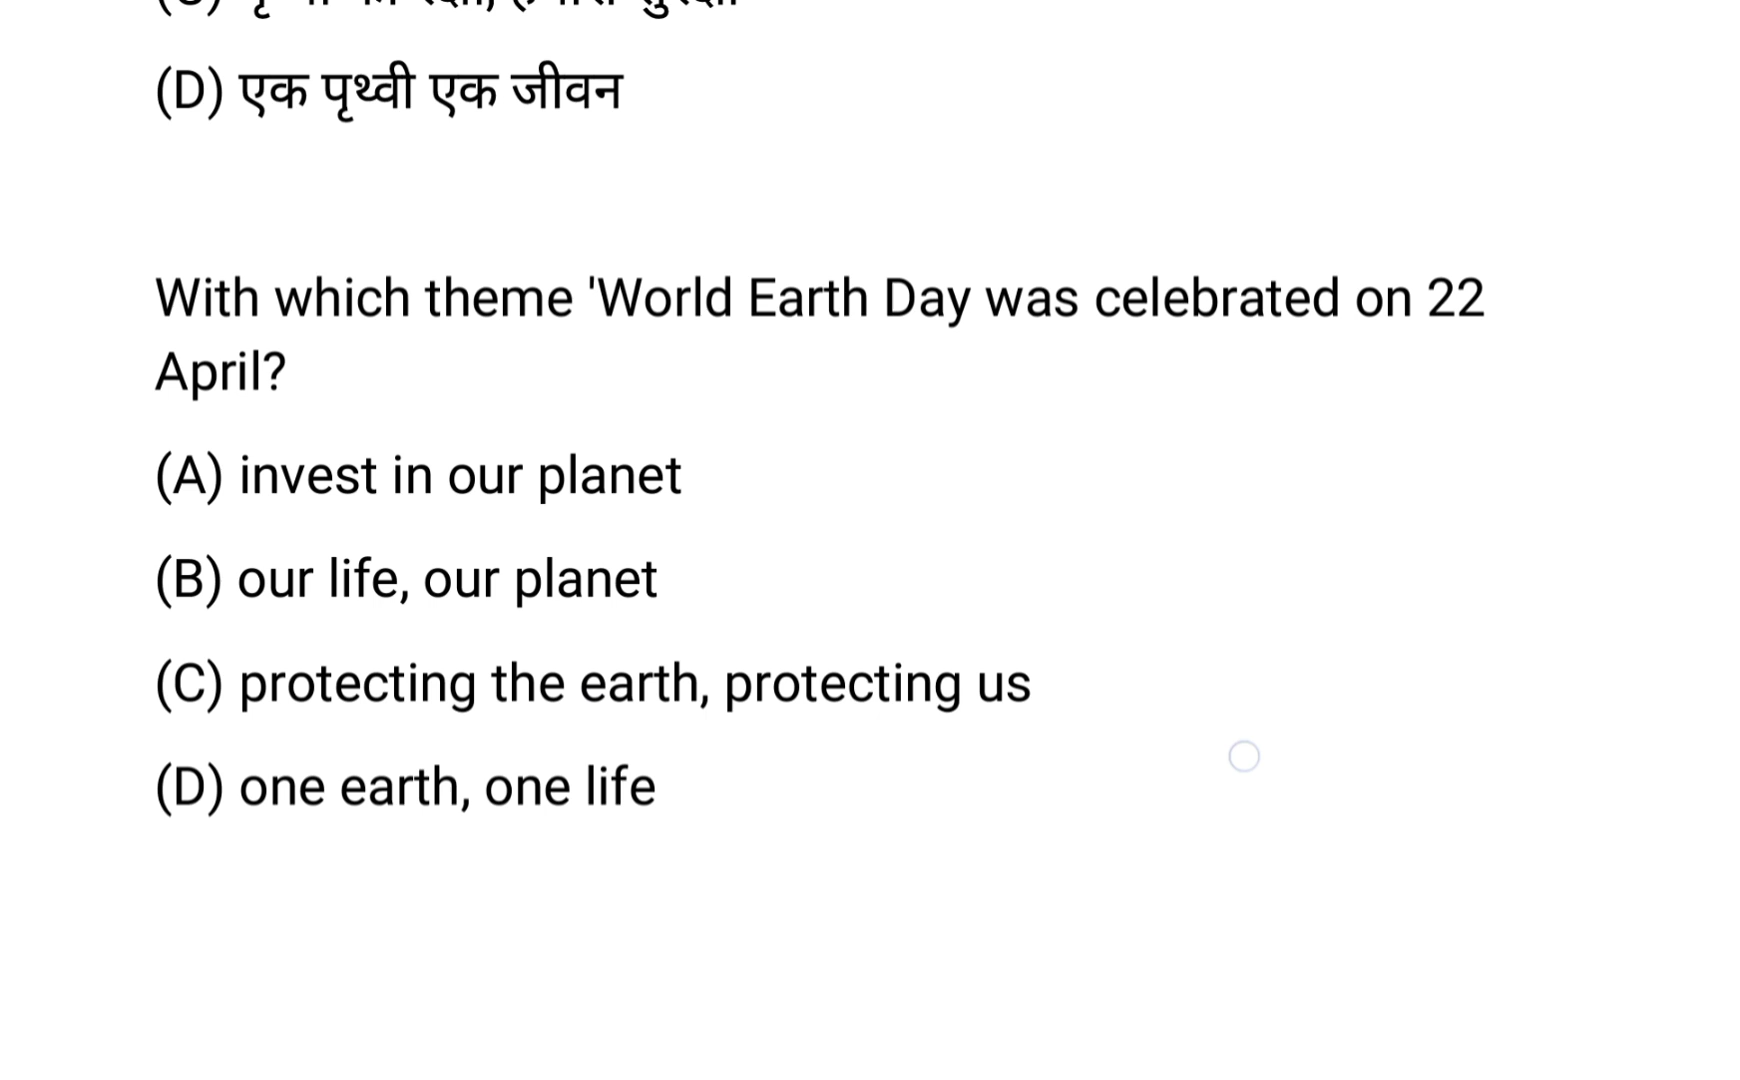 (D) एक पृथ्वी एक जीवन
With which theme 'World Earth Day was celebrated on 22
April?
(A) invest in our planet
(B) our life, our planet
(C) protecting the earth, protecting us
(D) one earth, one life